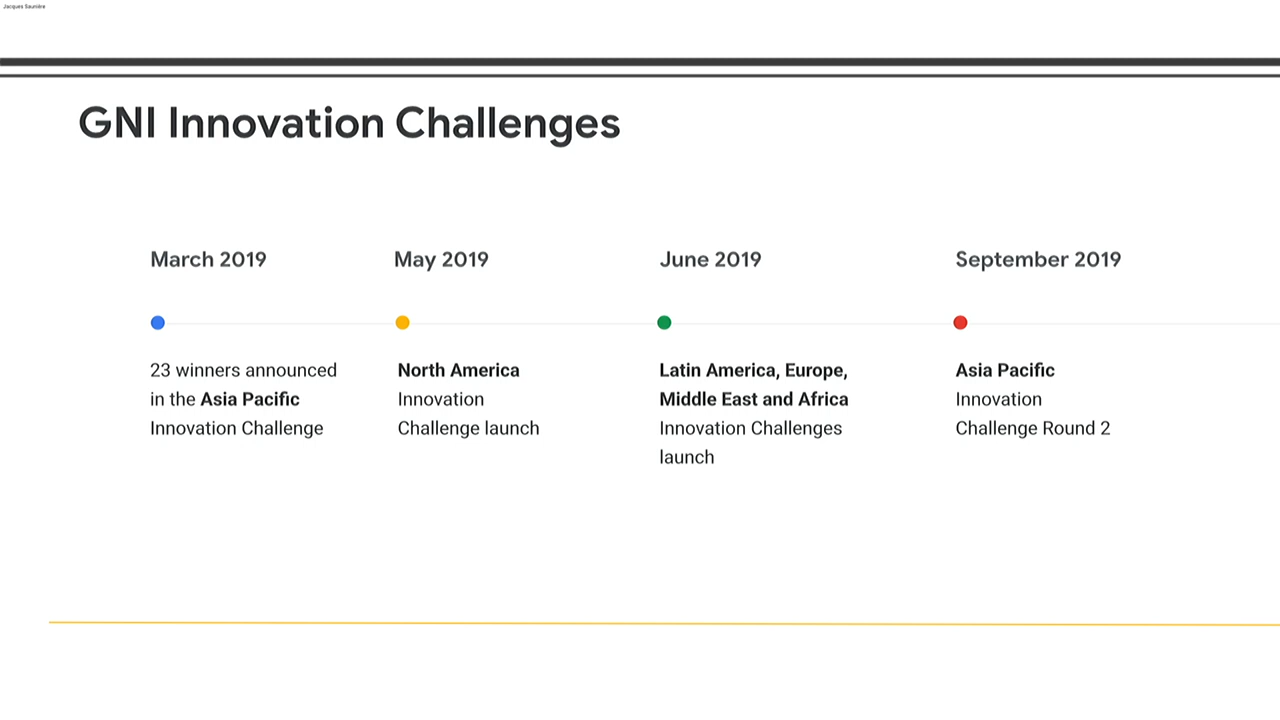 Jacques Saunière
GNI Innovation Challenges
March 2019
23 winners announced
in the Asia Pacific
Innovation Challenge
May 2019
North America
Innovation
Challenge launch
June 2019
Latin America, Europe,
Middle East and Africa
Innovation Challenges
launch
September 2019
Asia Pacific
Innovation
Challenge Round 2